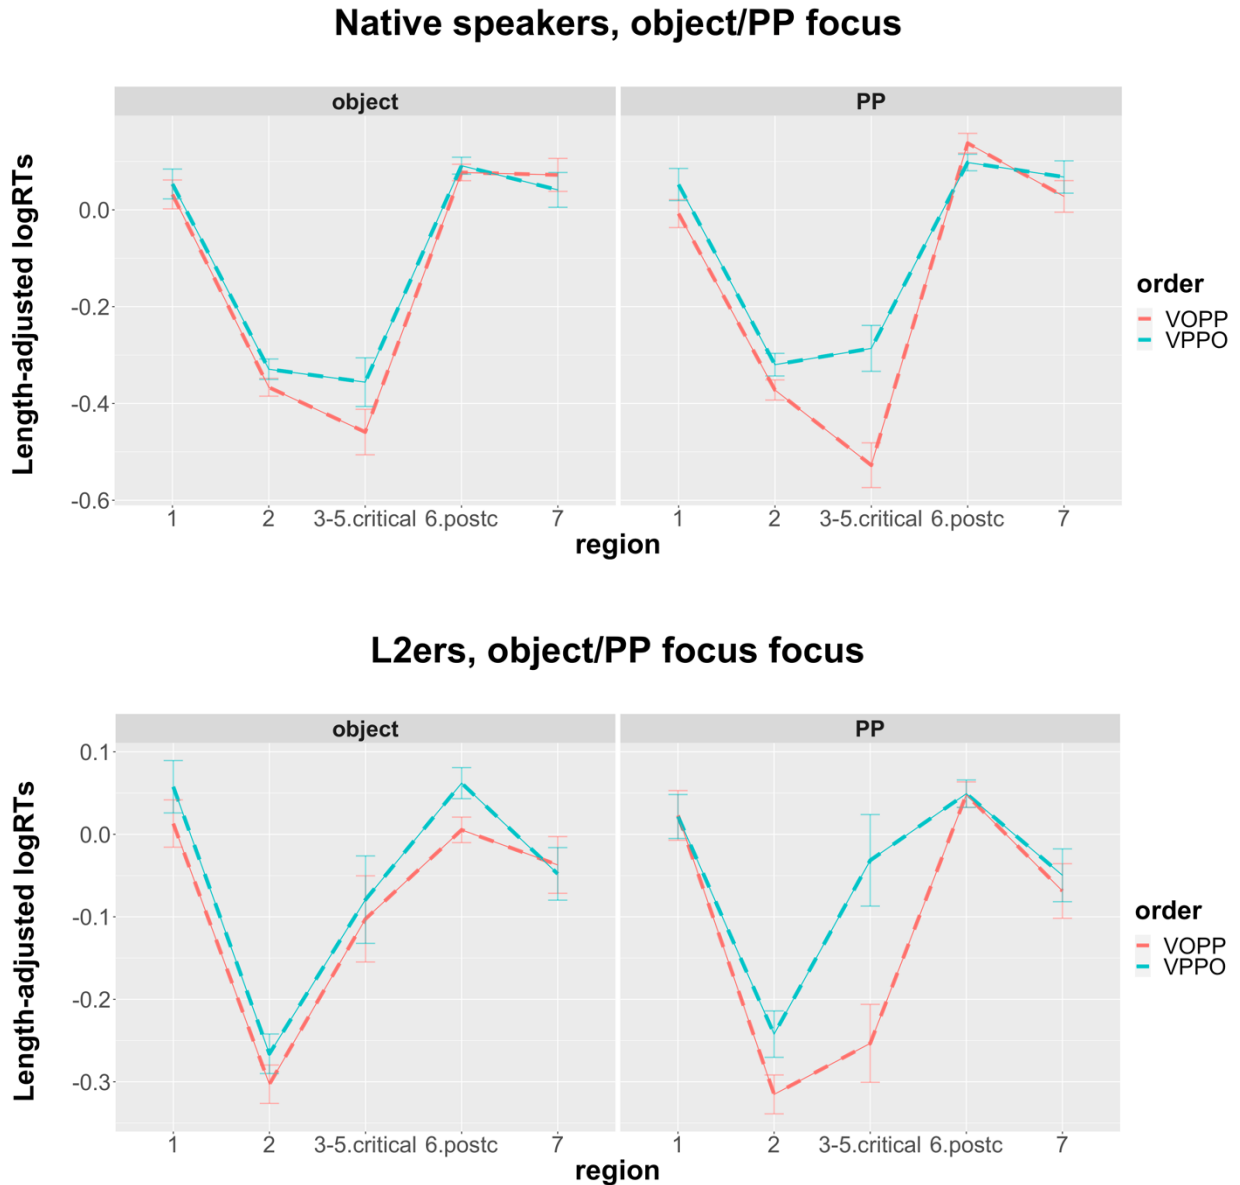 Native speakers, object/PP focus
object PP
Length-adjusted logRTs
0.0
-0.2
-0.4
-0.6
1 2 3-5.critical 6.postc 7 1 2 3-5.critical 6.postc 7
region
order
VOPP
VPPO
L2ers, object/PP focus focus
object PP
Length-adjusted logRTs
0.1
0.0
-0.1
-0.2
-0.3
1 2 3-5.critical 6.postc 7 1 2 3-5.critical 6.postc 7
region
order
VOPP
VPPO